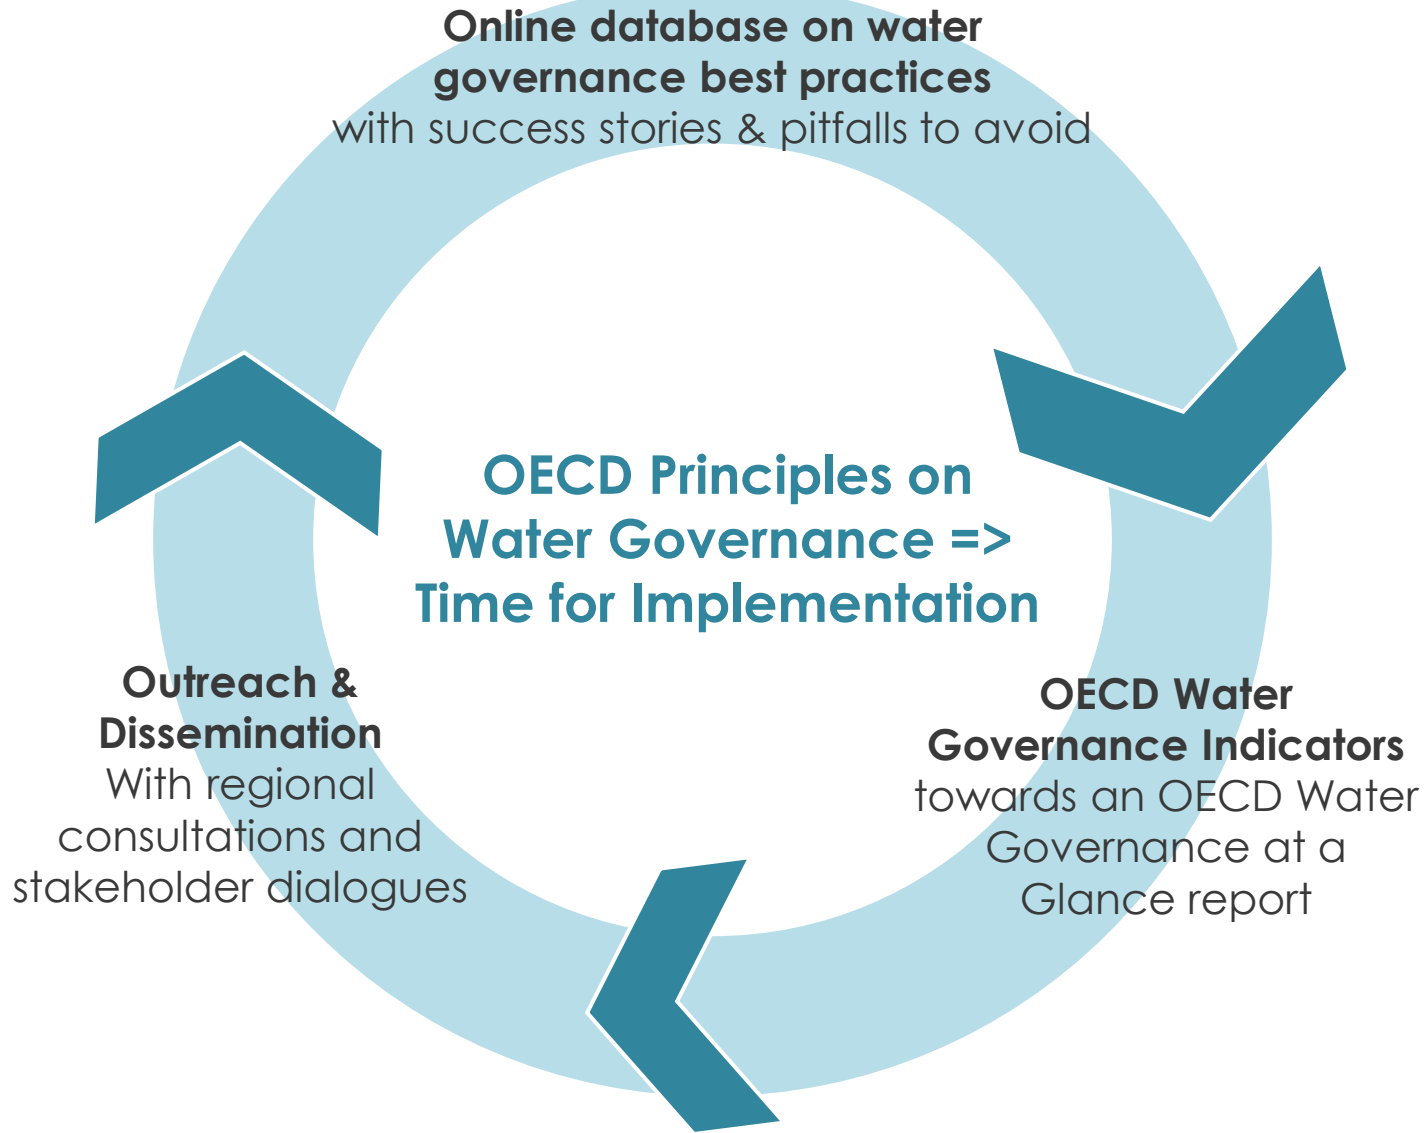 Online database on water
governance best practices
with success stories & pitfalls to avoid
OECD Principles on
Water Governance =>
Time for Implementation
Outreach &
Dissemination
With regional
consultations and
stakeholder dialogues
OECD Water
Governance Indicators
towards an OECD Water
Governance at a
Glance report